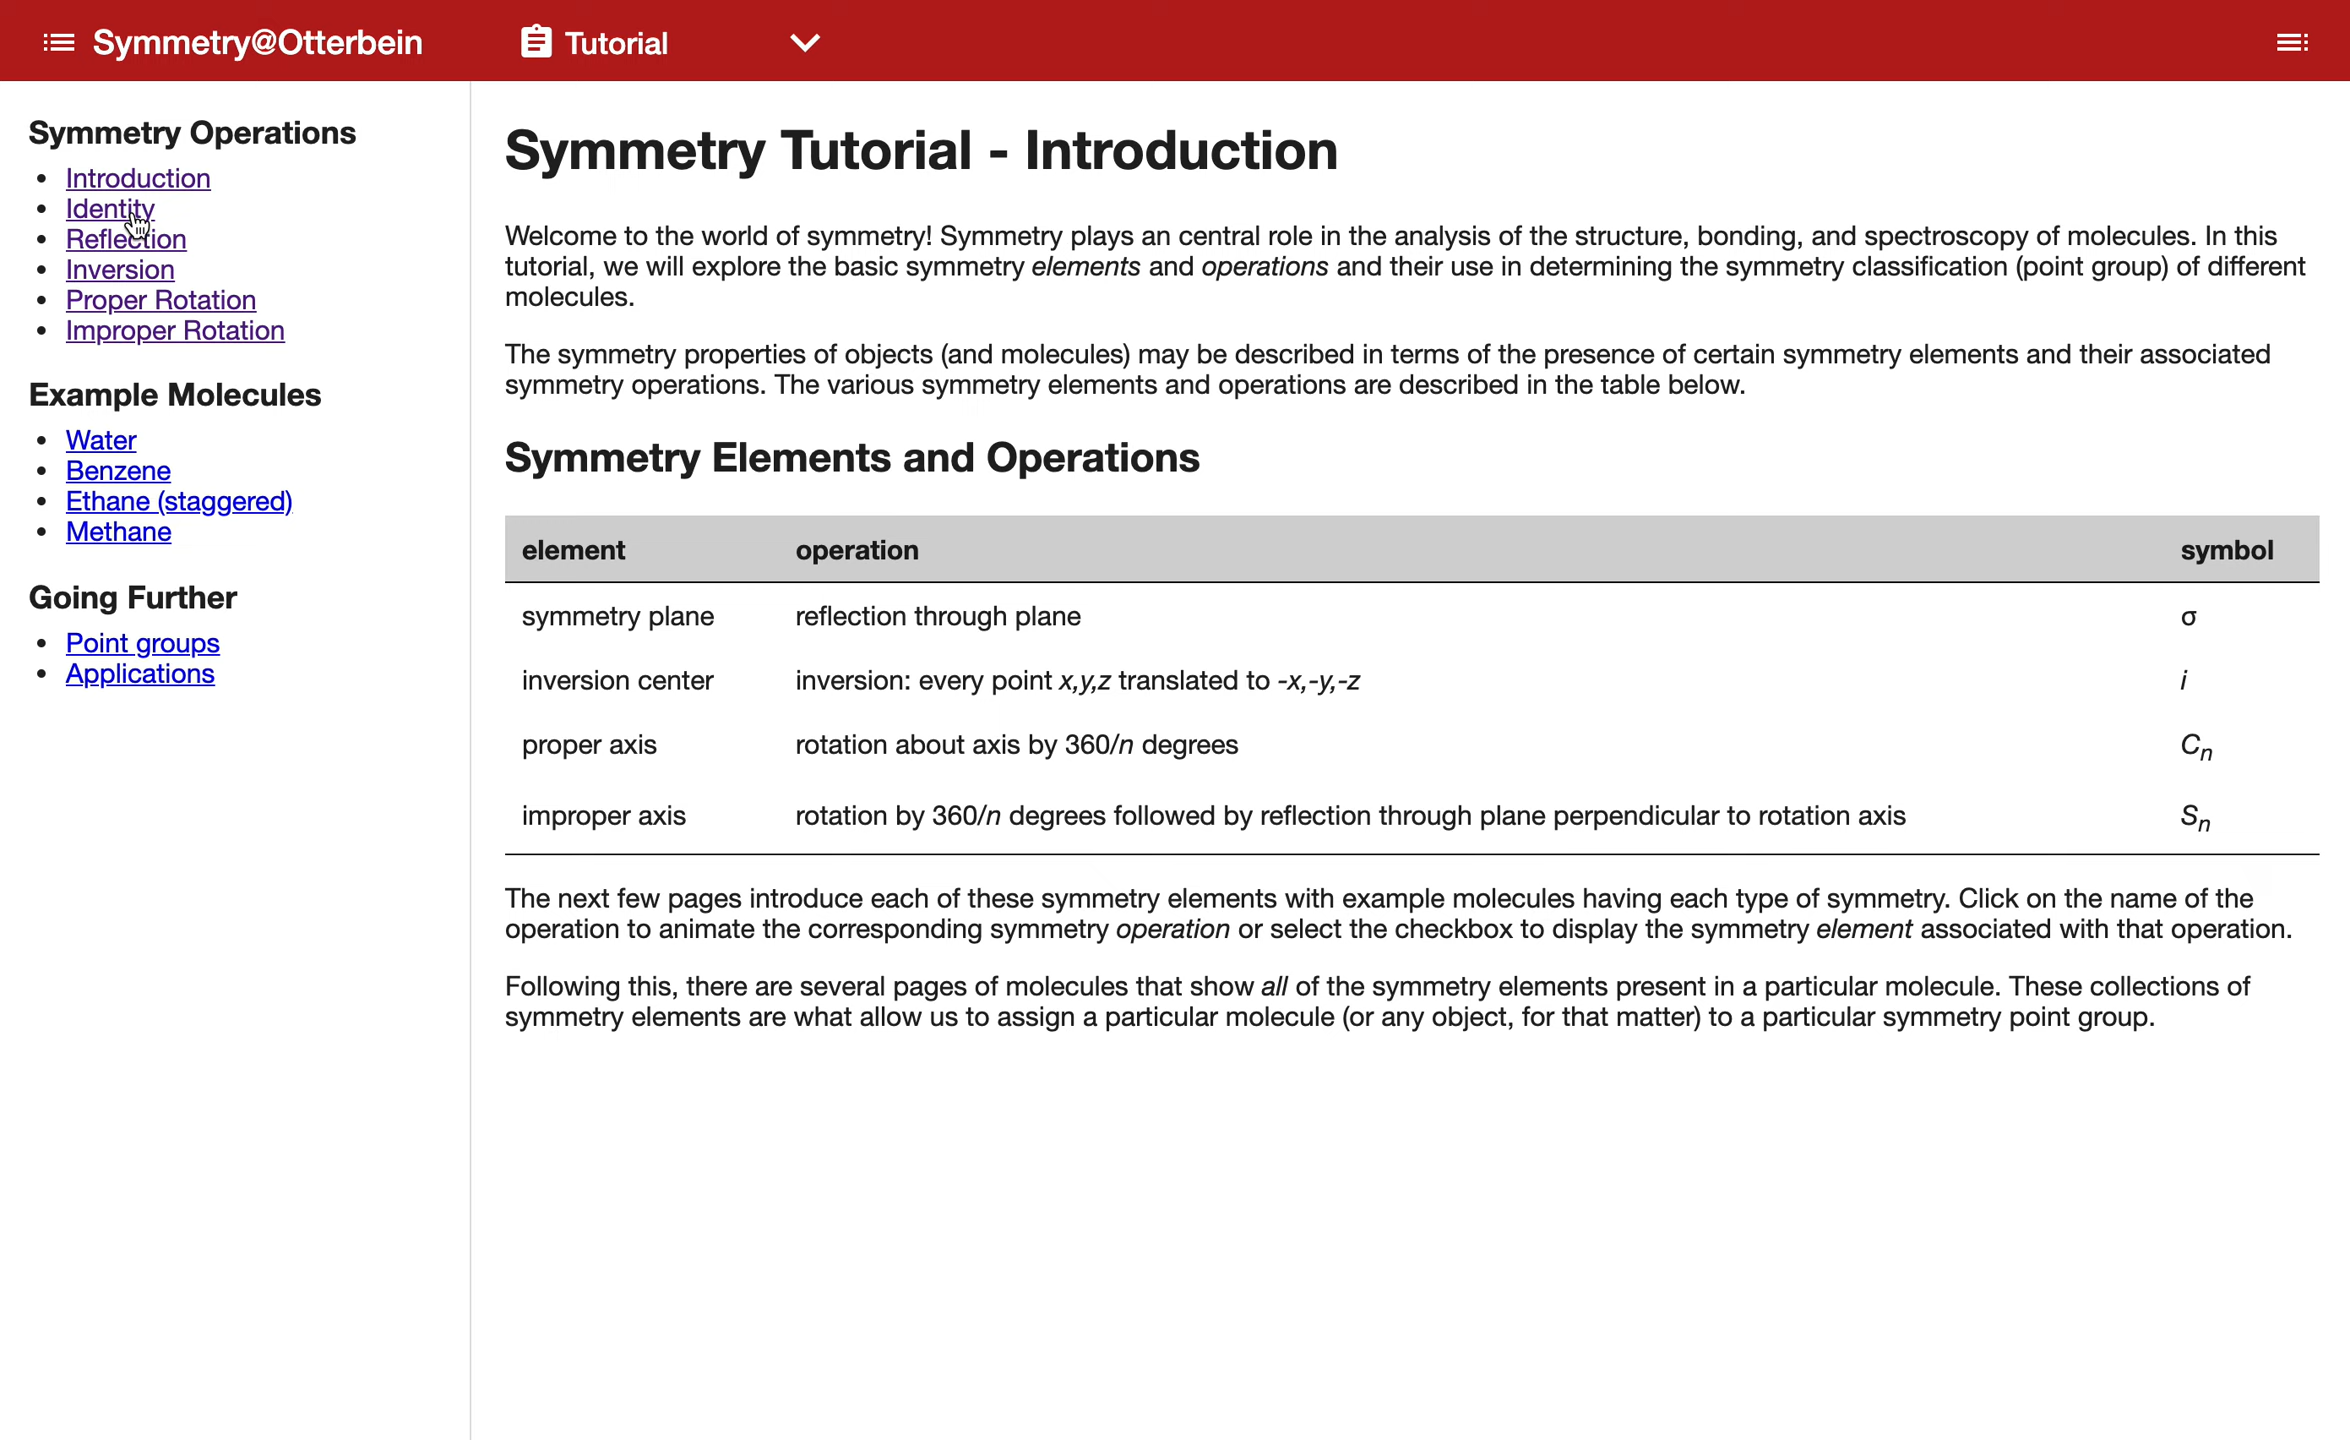 Symmetry@Otterbein
Tutorial
Symmetry Operations
Introduction
Identity
Reflection
Inversion
Proper Rotation
Improper Rotation
Example Molecules
Water
Benzene
Ethane (staggered)
Methane
Going Further
Point groups
Applications
Symmetry Tutorial - Introduction
Welcome to the world of symmetry! Symmetry plays an central role in the analysis of the structure, bonding, and spectroscopy of molecules. In this
tutorial, we will explore the basic symmetry elements and operations and their use in determining the symmetry classification (point group) of different
molecules.
The symmetry properties of objects (and molecules) may be described in terms of the presence of certain symmetry elements and their associated
symmetry operations. The various symmetry elements and operations are described in the table below.
Symmetry Elements and Operations
element operation symbol
symmetry plane reflection through plane σ
inversion center inversion: every point x,y,z translated to -x,-y,-z i
proper axis rotation about axis by 360/n degrees Cn
improper axis rotation by 360/n degrees followed by reflection through plane perpendicular to rotation axis Sn
The next few pages introduce each of these symmetry elements with example molecules having each type of symmetry. Click on the name of the
operation to animate the corresponding symmetry operation or select the checkbox to display the symmetry element associated with that operation.
Following this, there are several pages of molecules that show all of the symmetry elements present in a particular molecule. These collections of
symmetry elements are what allow us to assign a particular molecule (or any object, for that matter) to a particular symmetry point group.